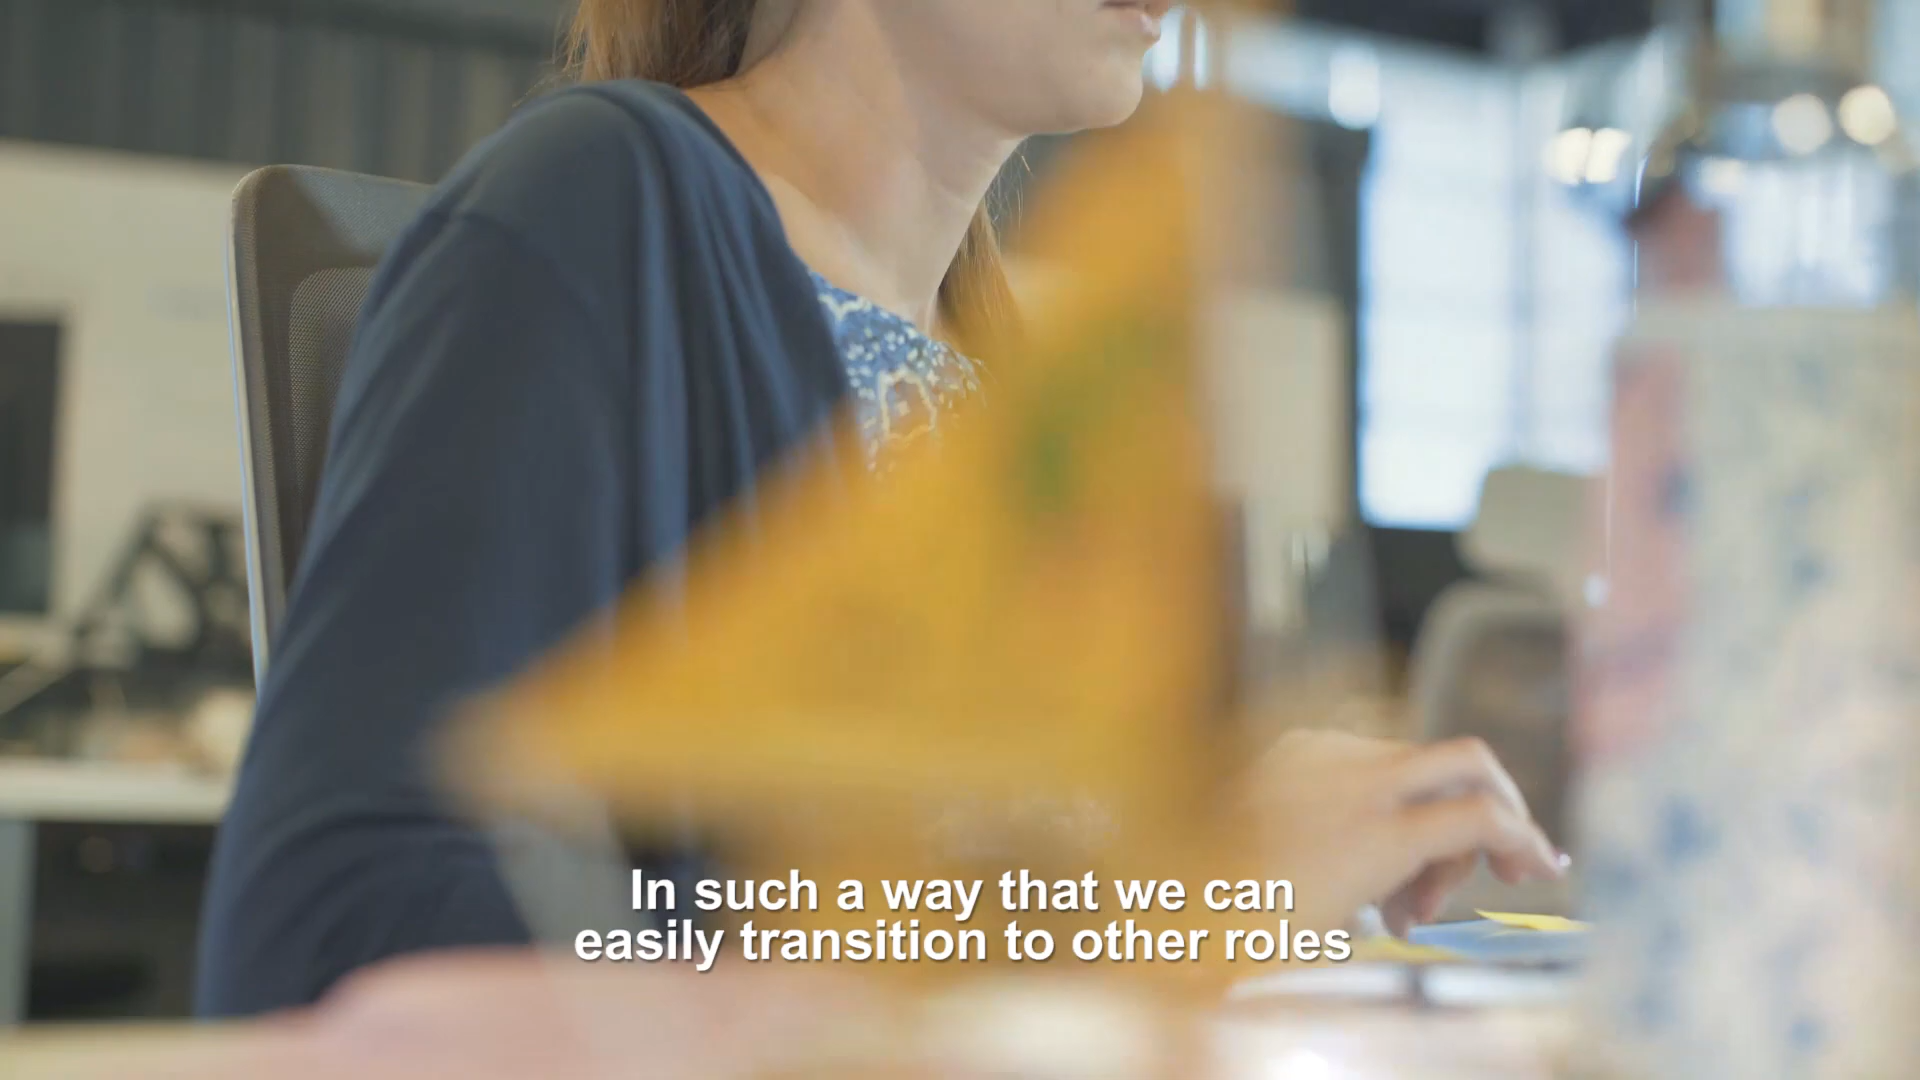 In such a way that we can
easily transition to other roles